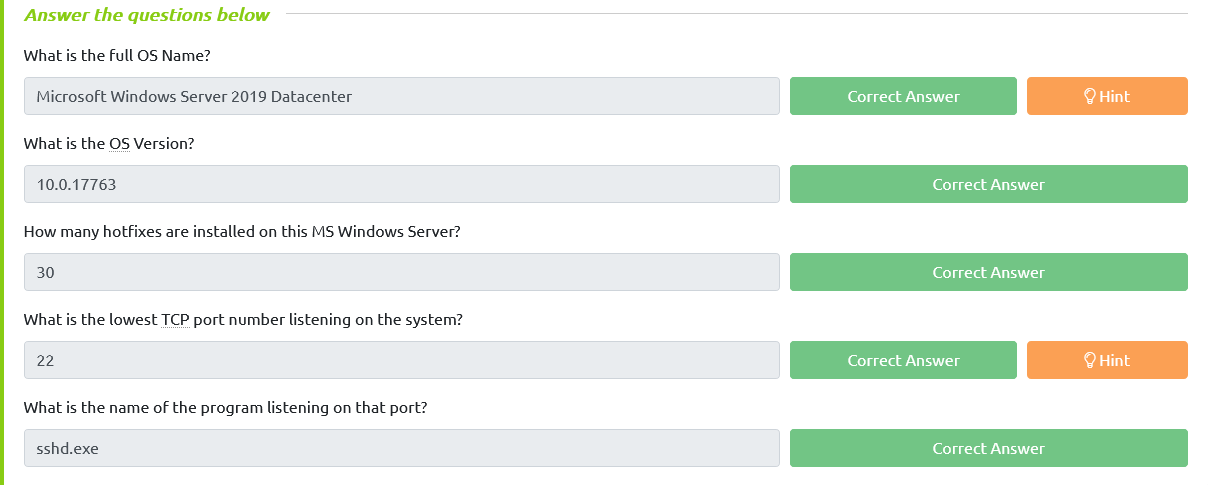 Answer the questions below
What is the full OS Name?
Microsoft Windows Server 2019 Datacenter
Correct Answer
Hint
What is the OS Version?
10.0.17763
Correct Answer
How many hotfixes are installed on this MS Windows Server?
30
Correct Answer
What is the lowest TCP port number listening on the system?
22
Correct Answer
Hint
What is the name of the program listening on that port?
sshd.exe
Correct Answer